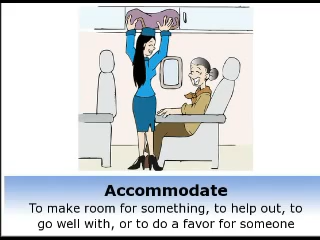 Accommodate
To make room for something, to help out, to
go well with, or to do a favor for someone